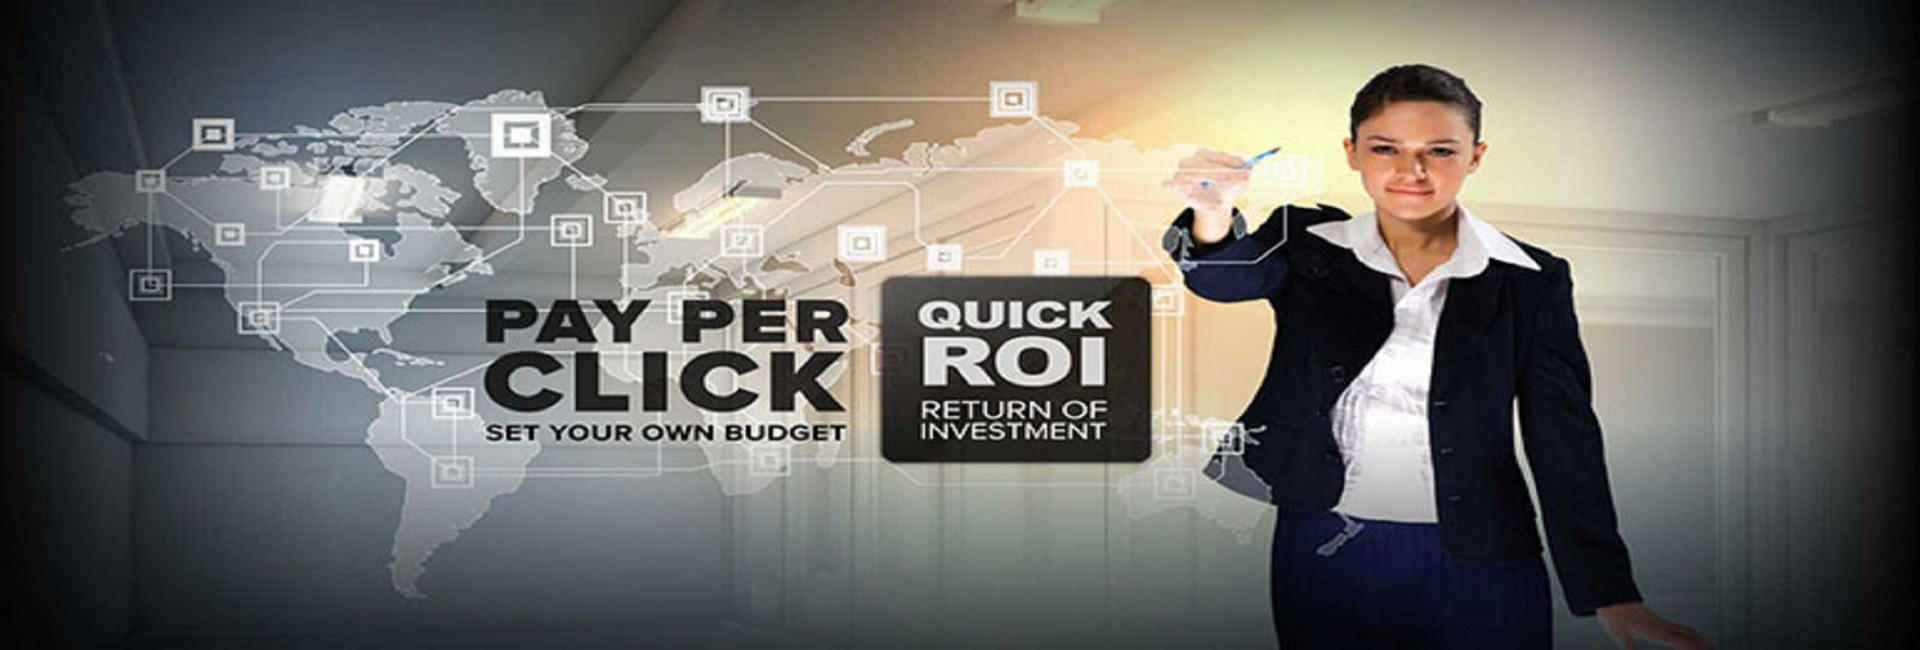 PAY PER
CLICK
SET YOUR OWN BUDGET
QUICK
ROI
RETURN OF
INVESTMENT